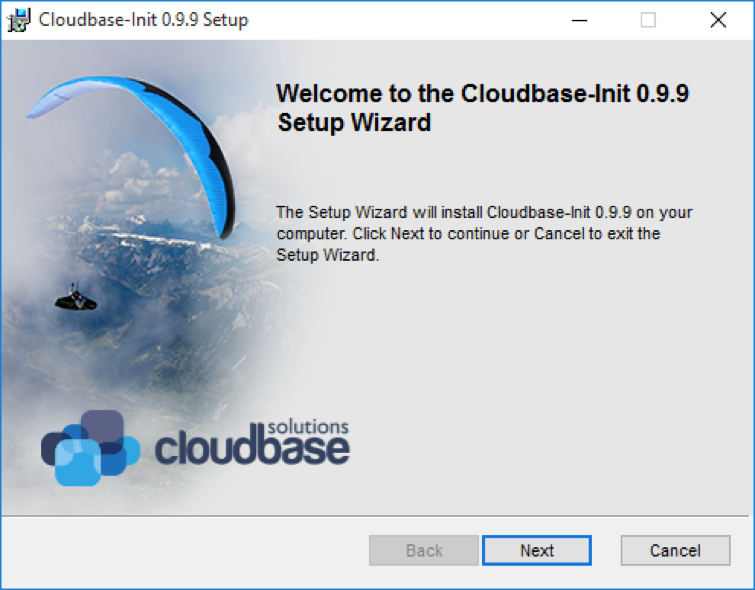 Cloudbase-Init 0.9.9 Setup
Welcome to the Cloudbase-Init 0.9.9
Setup Wizard
The Setup Wizard will install Cloudbase-Init 0.9.9 on your
computer. Click Next to continue or Cancel to exit the
Setup Wizard.
solutions
cloudbase
Back
Next
Cancel